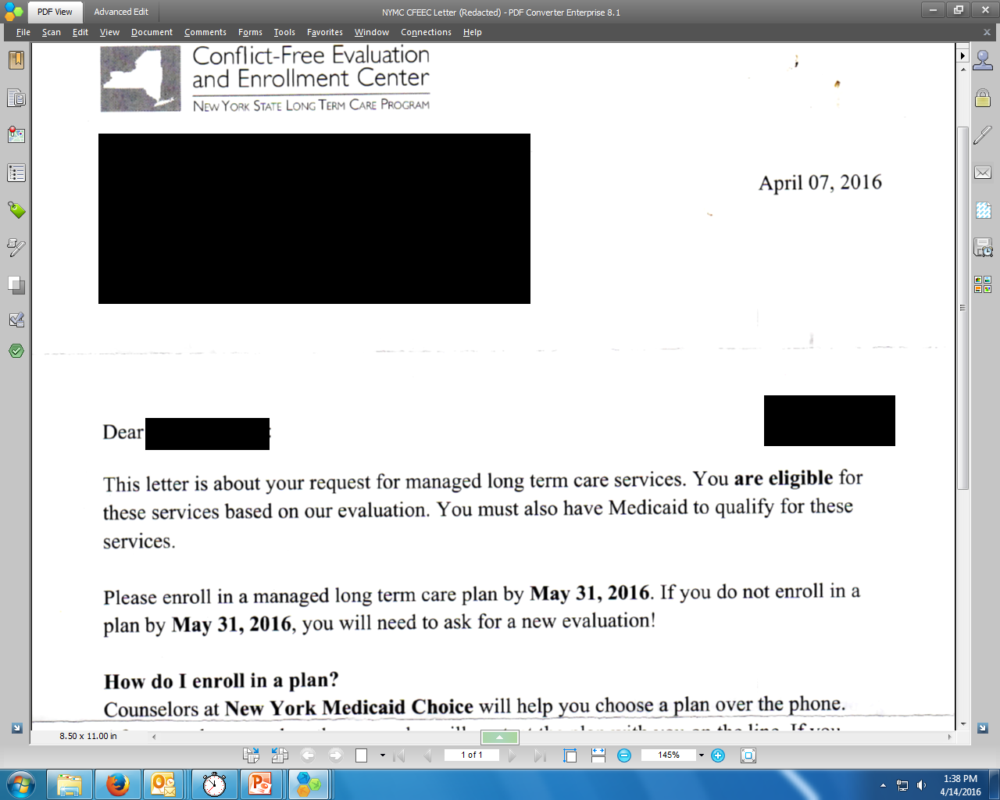 PDF View
Advanced Edit
NYMC CFEEC Letter (Redacted) - PDF Converter Enterprise 8.1
File Scan Edit View Document Comments Forms Tools Favorites Window Connections Help
Conflict-Free Evaluation
and Enrollment Center
New York State Long Term Care Program
April 07, 2016
Dear
This letter is about your request for managed long term care services. You are eligible for
these services based on our evaluation. You must also have Medicaid to qualify for these
services.
Please enroll in a managed long term care plan by May 31, 2016. If you do not enroll in a
plan by May 31, 2016, you will need to ask for a new evaluation!
How do I enroll in a plan?
Counselors at New York Medicaid Choice will help you choose a plan over the phone.
8.50 x 11.00 in
1 of 1
145%
1:38 PM
4/14/2016